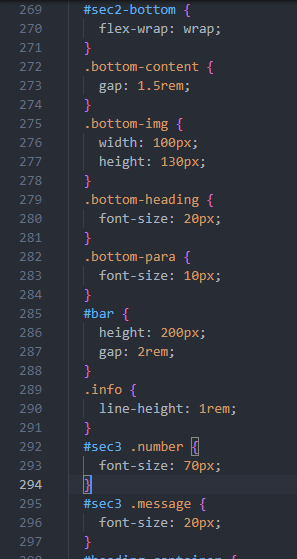 269 #sec2-bottom {
270 flex-wrap: wrap;
271 }
272 .bottom-content {
273 gap: 1.5rem;
274 }
275 .bottom-img {
276 width: 100px;
277 height: 130px;
278 }
279 .bottom-heading {
280 font-size: 20px;
281 }
282 .bottom-para {
283 font-size: 10px;
284 }
285 #bar {
286 height: 200px;
287 gap: 2rem;
288 }
289 .info {
290 line-height: 1rem;
291 }
292 #sec3 .number {
293 font-size: 70px;
294 }
295 #sec3 .message {
296 font-size: 20px;
297 }